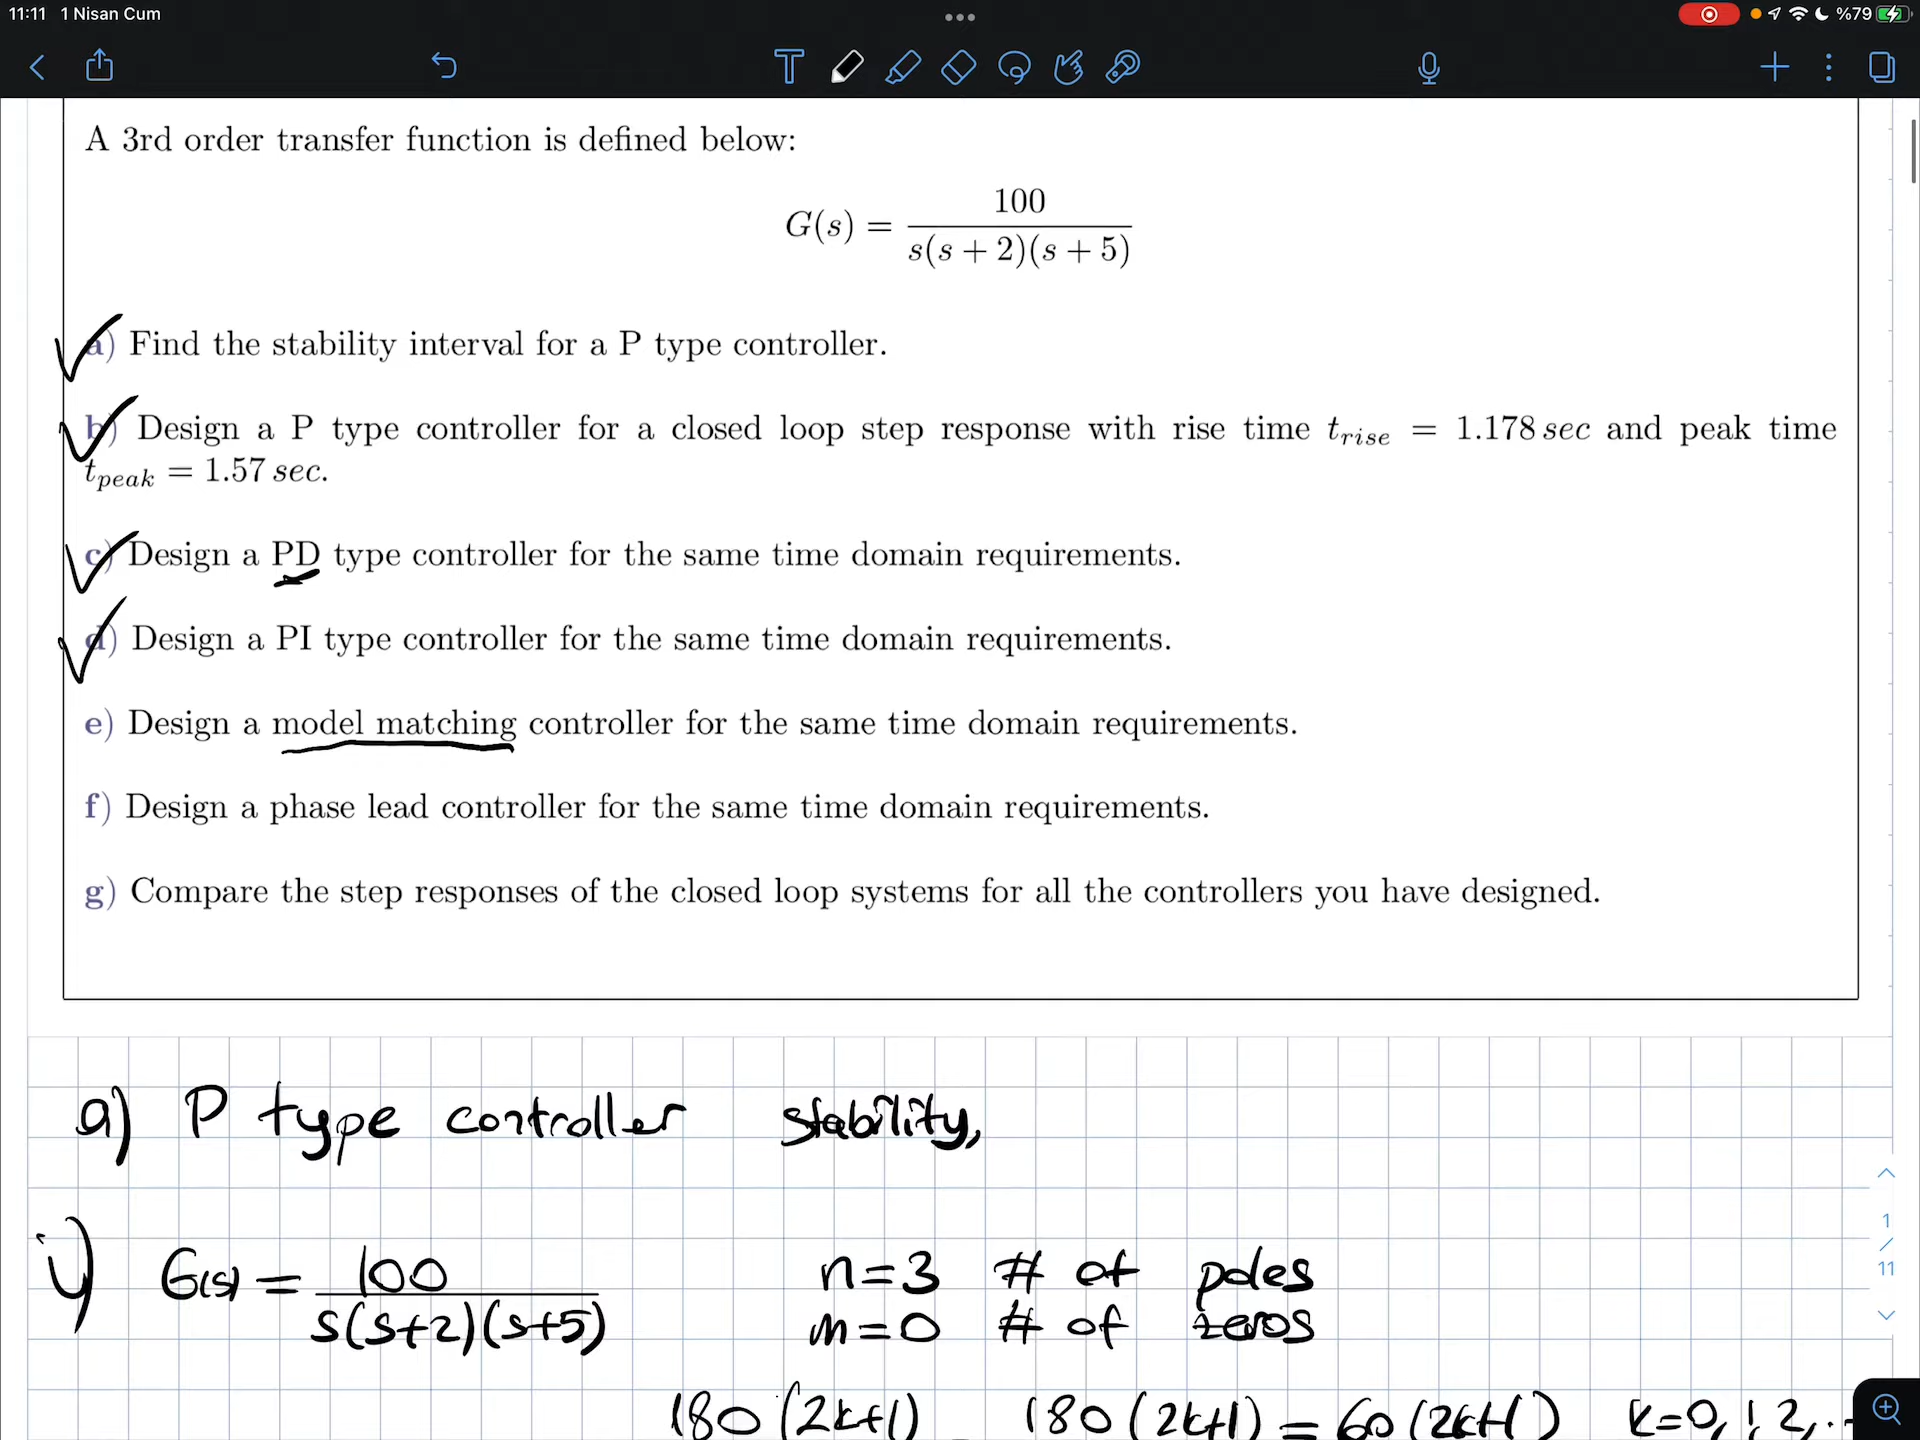 11:11 1 Nisan Cum
%79
A 3rd order transfer function is defined below:
G(s) = 100 / s(s + 2)(s + 5)
a) Find the stability interval for a P type controller.
b) Design a P type controller for a closed loop step response with rise time t_rise = 1.178 sec and peak time
t_peak = 1.57 sec.
c) Design a PD type controller for the same time domain requirements.
d) Design a PI type controller for the same time domain requirements.
e) Design a model matching controller for the same time domain requirements.
f) Design a phase lead controller for the same time domain requirements.
g) Compare the step responses of the closed loop systems for all the controllers you have designed.
a) P type controller stability,
i) G(s) = 100 / s(s+2)(s+5)
n=3 # of poles
m=0 # of zeros
180 (2k+1) 180 (2k+1) = 60 (2k+1) k=0, 1, 2, ...
1
/
11